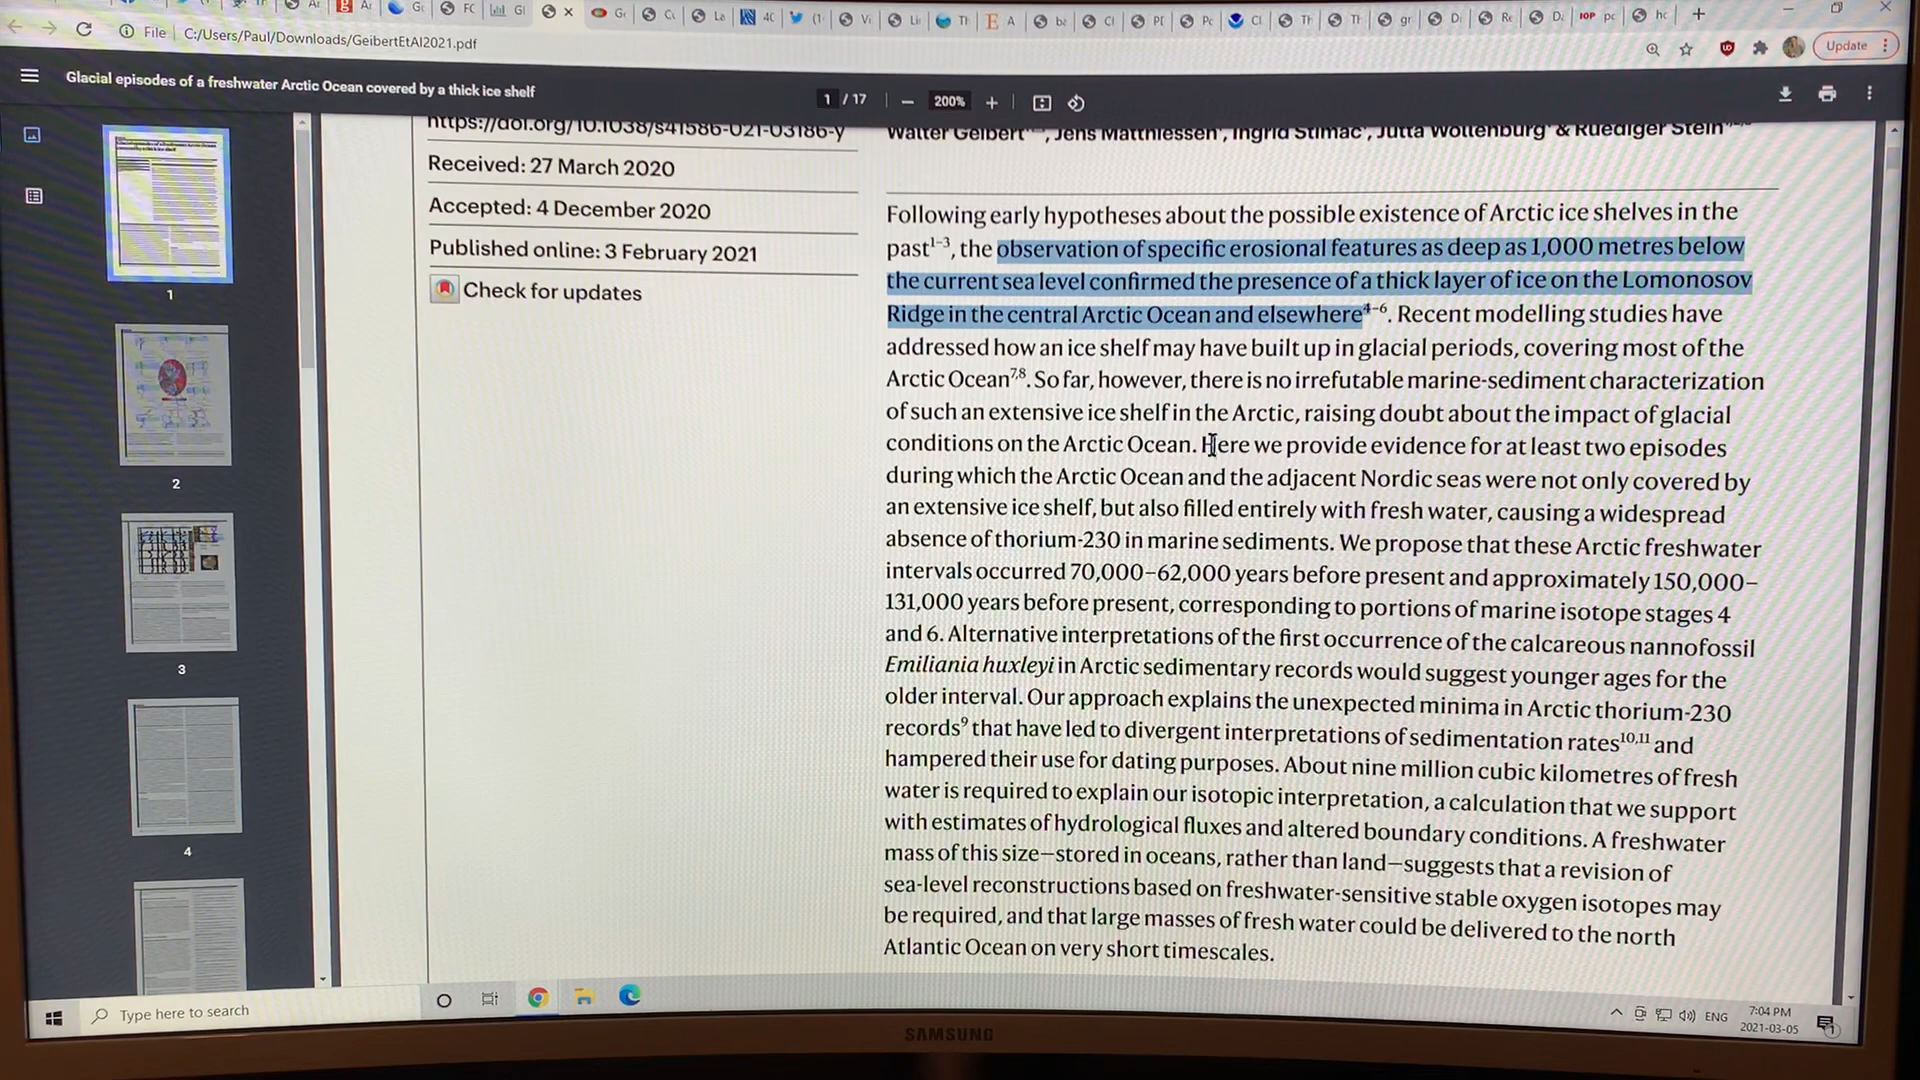 File C:/Users/Paul/Downloads/GeibertEtAl2021.pdf
Update
Glacial episodes of a freshwater Arctic Ocean covered by a thick ice shelf
1 / 17
200%
https://doi.org/10.1038/s41586-021-03186-y
Walter Geibert, Jens Matthiessen, Ingrid Stimac, Jutta Wollenburg & Ruediger Stein
Received: 27 March 2020
Accepted: 4 December 2020
Published online: 3 February 2021
Check for updates
Following early hypotheses about the possible existence of Arctic ice shelves in the
past1–3, the observation of specific erosional features as deep as 1,000 metres below
the current sea level confirmed the presence of a thick layer of ice on the Lomonosov
Ridge in the central Arctic Ocean and elsewhere4–6. Recent modelling studies have
addressed how an ice shelf may have built up in glacial periods, covering most of the
Arctic Ocean7,8. So far, however, there is no irrefutable marine-sediment characterization
of such an extensive ice shelf in the Arctic, raising doubt about the impact of glacial
conditions on the Arctic Ocean. Here we provide evidence for at least two episodes
during which the Arctic Ocean and the adjacent Nordic seas were not only covered by
an extensive ice shelf, but also filled entirely with fresh water, causing a widespread
absence of thorium-230 in marine sediments. We propose that these Arctic freshwater
intervals occurred 70,000–62,000 years before present and approximately 150,000–
131,000 years before present, corresponding to portions of marine isotope stages 4
and 6. Alternative interpretations of the first occurrence of the calcareous nannofossil
Emiliania huxleyi in Arctic sedimentary records would suggest younger ages for the
older interval. Our approach explains the unexpected minima in Arctic thorium-230
records9 that have led to divergent interpretations of sedimentation rates10,11 and
hampered their use for dating purposes. About nine million cubic kilometres of fresh
water is required to explain our isotopic interpretation, a calculation that we support
with estimates of hydrological fluxes and altered boundary conditions. A freshwater
mass of this size—stored in oceans, rather than land—suggests that a revision of
sea-level reconstructions based on freshwater-sensitive stable oxygen isotopes may
be required, and that large masses of fresh water could be delivered to the north
Atlantic Ocean on very short timescales.
1
2
3
4
Type here to search
ENG
7:04 PM
2021-03-05
1
SAMSUNG